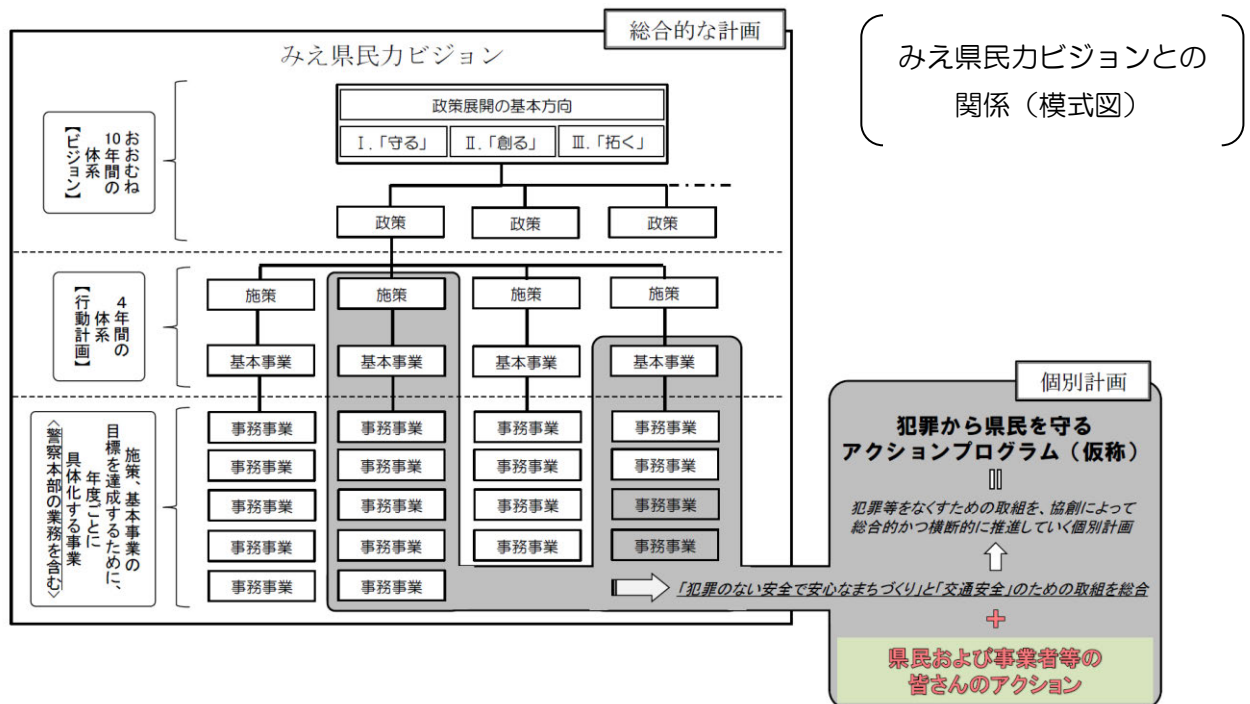 総合的な計画
みえ県民力ビジョン
みえ県民力ビジョンとの
関係（模式図）
おおむね
10年間の
体系
【ビジョン】
政策展開の基本方向
Ⅰ.「守る」 Ⅱ.「創る」 Ⅲ.「拓く」
政策 政策 政策
４年間の
体系
【行動計画】
施策 施策 施策 施策
基本事業 基本事業 基本事業 基本事業
施策、基本事業の
目標を達成するために、
年度ごとに
具体化する事業
〈警察本部の業務を含む〉
事務事業 事務事業 事務事業 事務事業
事務事業 事務事業 事務事業 事務事業
事務事業 事務事業 事務事業 事務事業
事務事業 事務事業 事務事業 事務事業
事務事業 事務事業
個別計画
犯罪から県民を守る
アクションプログラム（仮称）
犯罪等をなくすための取組を、協創によって
総合的かつ横断的に推進していく個別計画
「犯罪のない安全で安心なまちづくり」と「交通安全」のための取組を総合
+
県民および事業者等の
皆さんのアクション